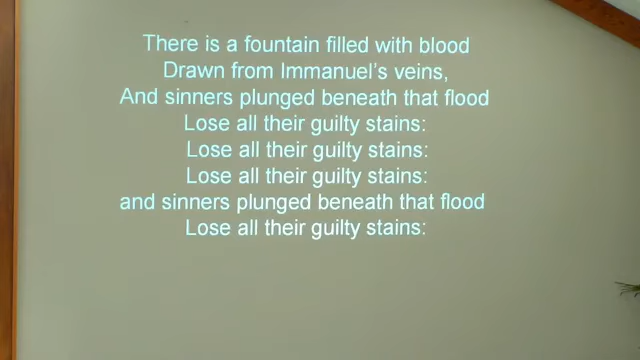 There is a fountain filled with blood
Drawn from Immanuel's veins,
And sinners plunged beneath that flood
Lose all their guilty stains:
Lose all their guilty stains:
Lose all their guilty stains:
and sinners plunged beneath that flood
Lose all their guilty stains: